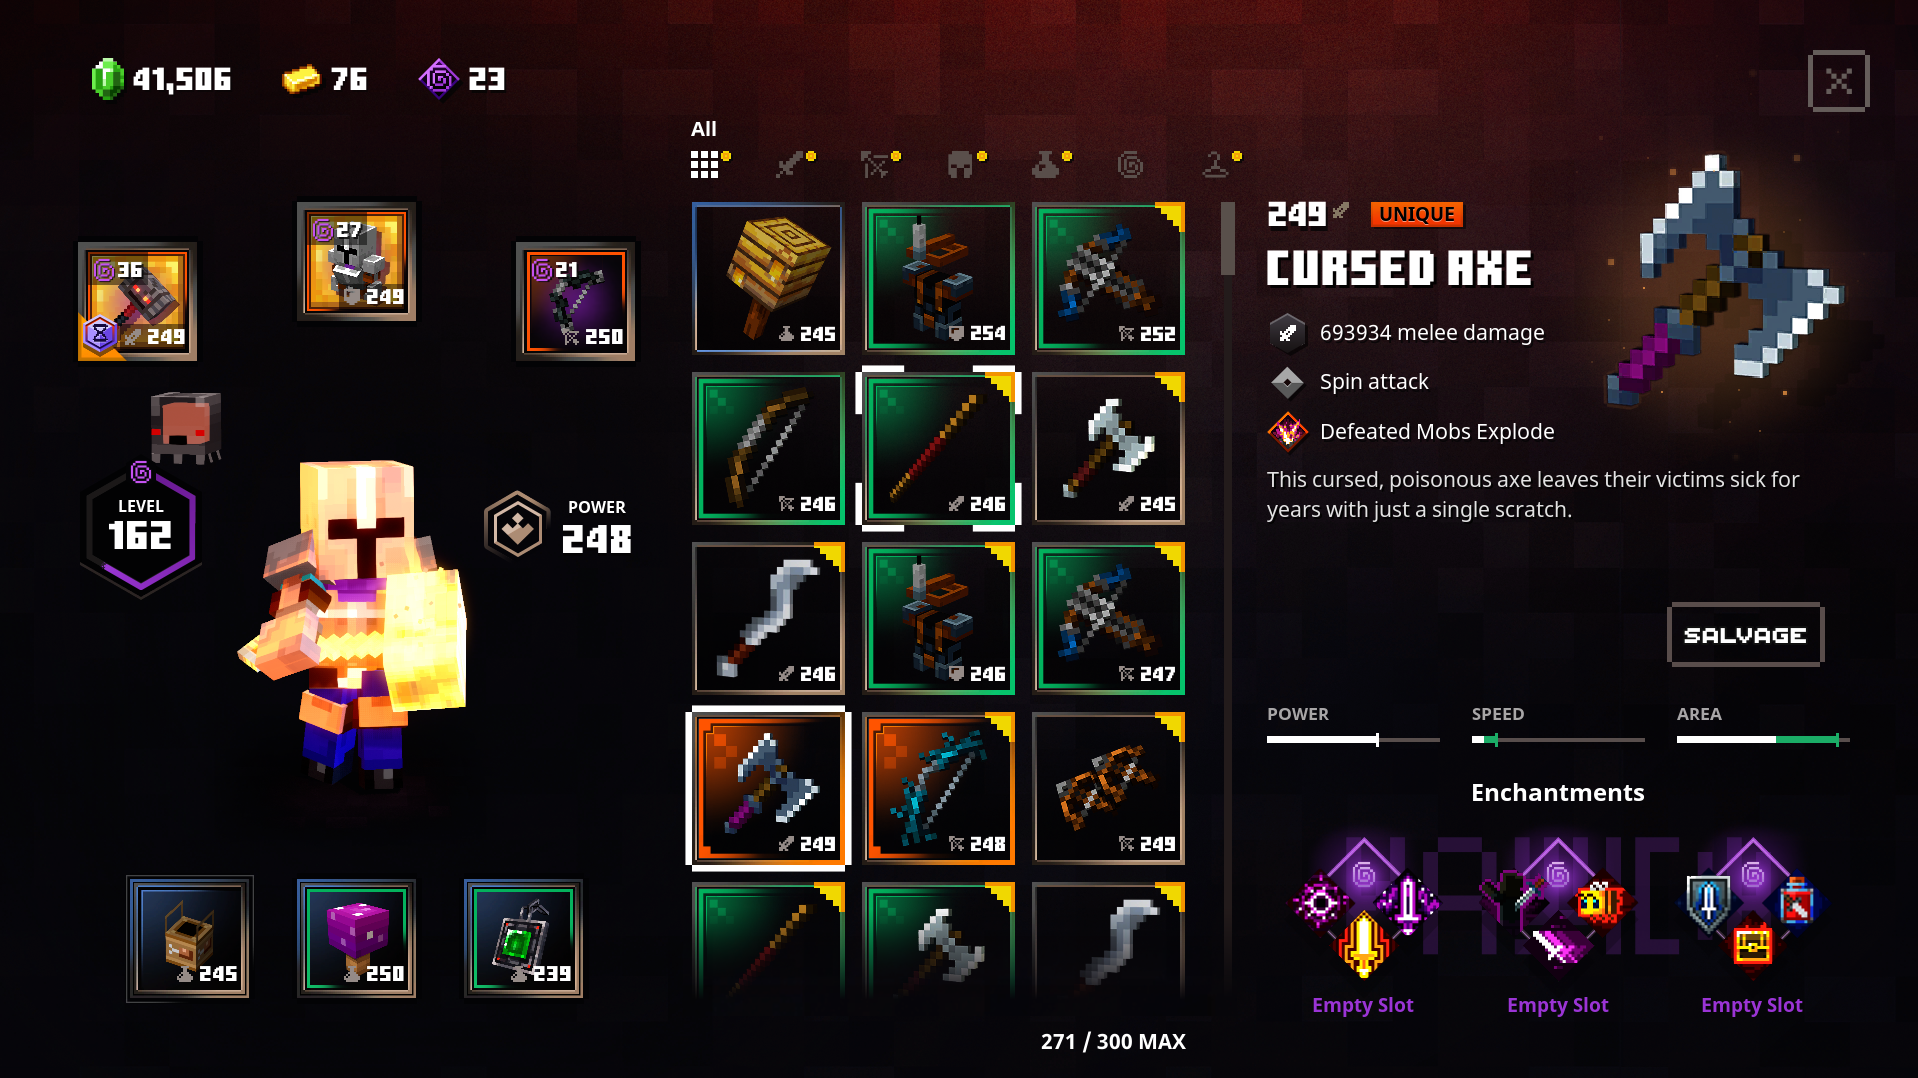 41,506
76
23
All
36
249
27
249
21
250
LEVEL
162
POWER
248
245
250
239
245
254
252
246
246
245
246
246
247
249
248
249
271 / 300 MAX
249
UNIQUE
CURSED AXE
693934 melee damage
Spin attack
Defeated Mobs Explode
This cursed, poisonous axe leaves their victims sick for
years with just a single scratch.
SALVAGE
POWER
SPEED
AREA
Enchantments
Empty Slot
Empty Slot
Empty Slot